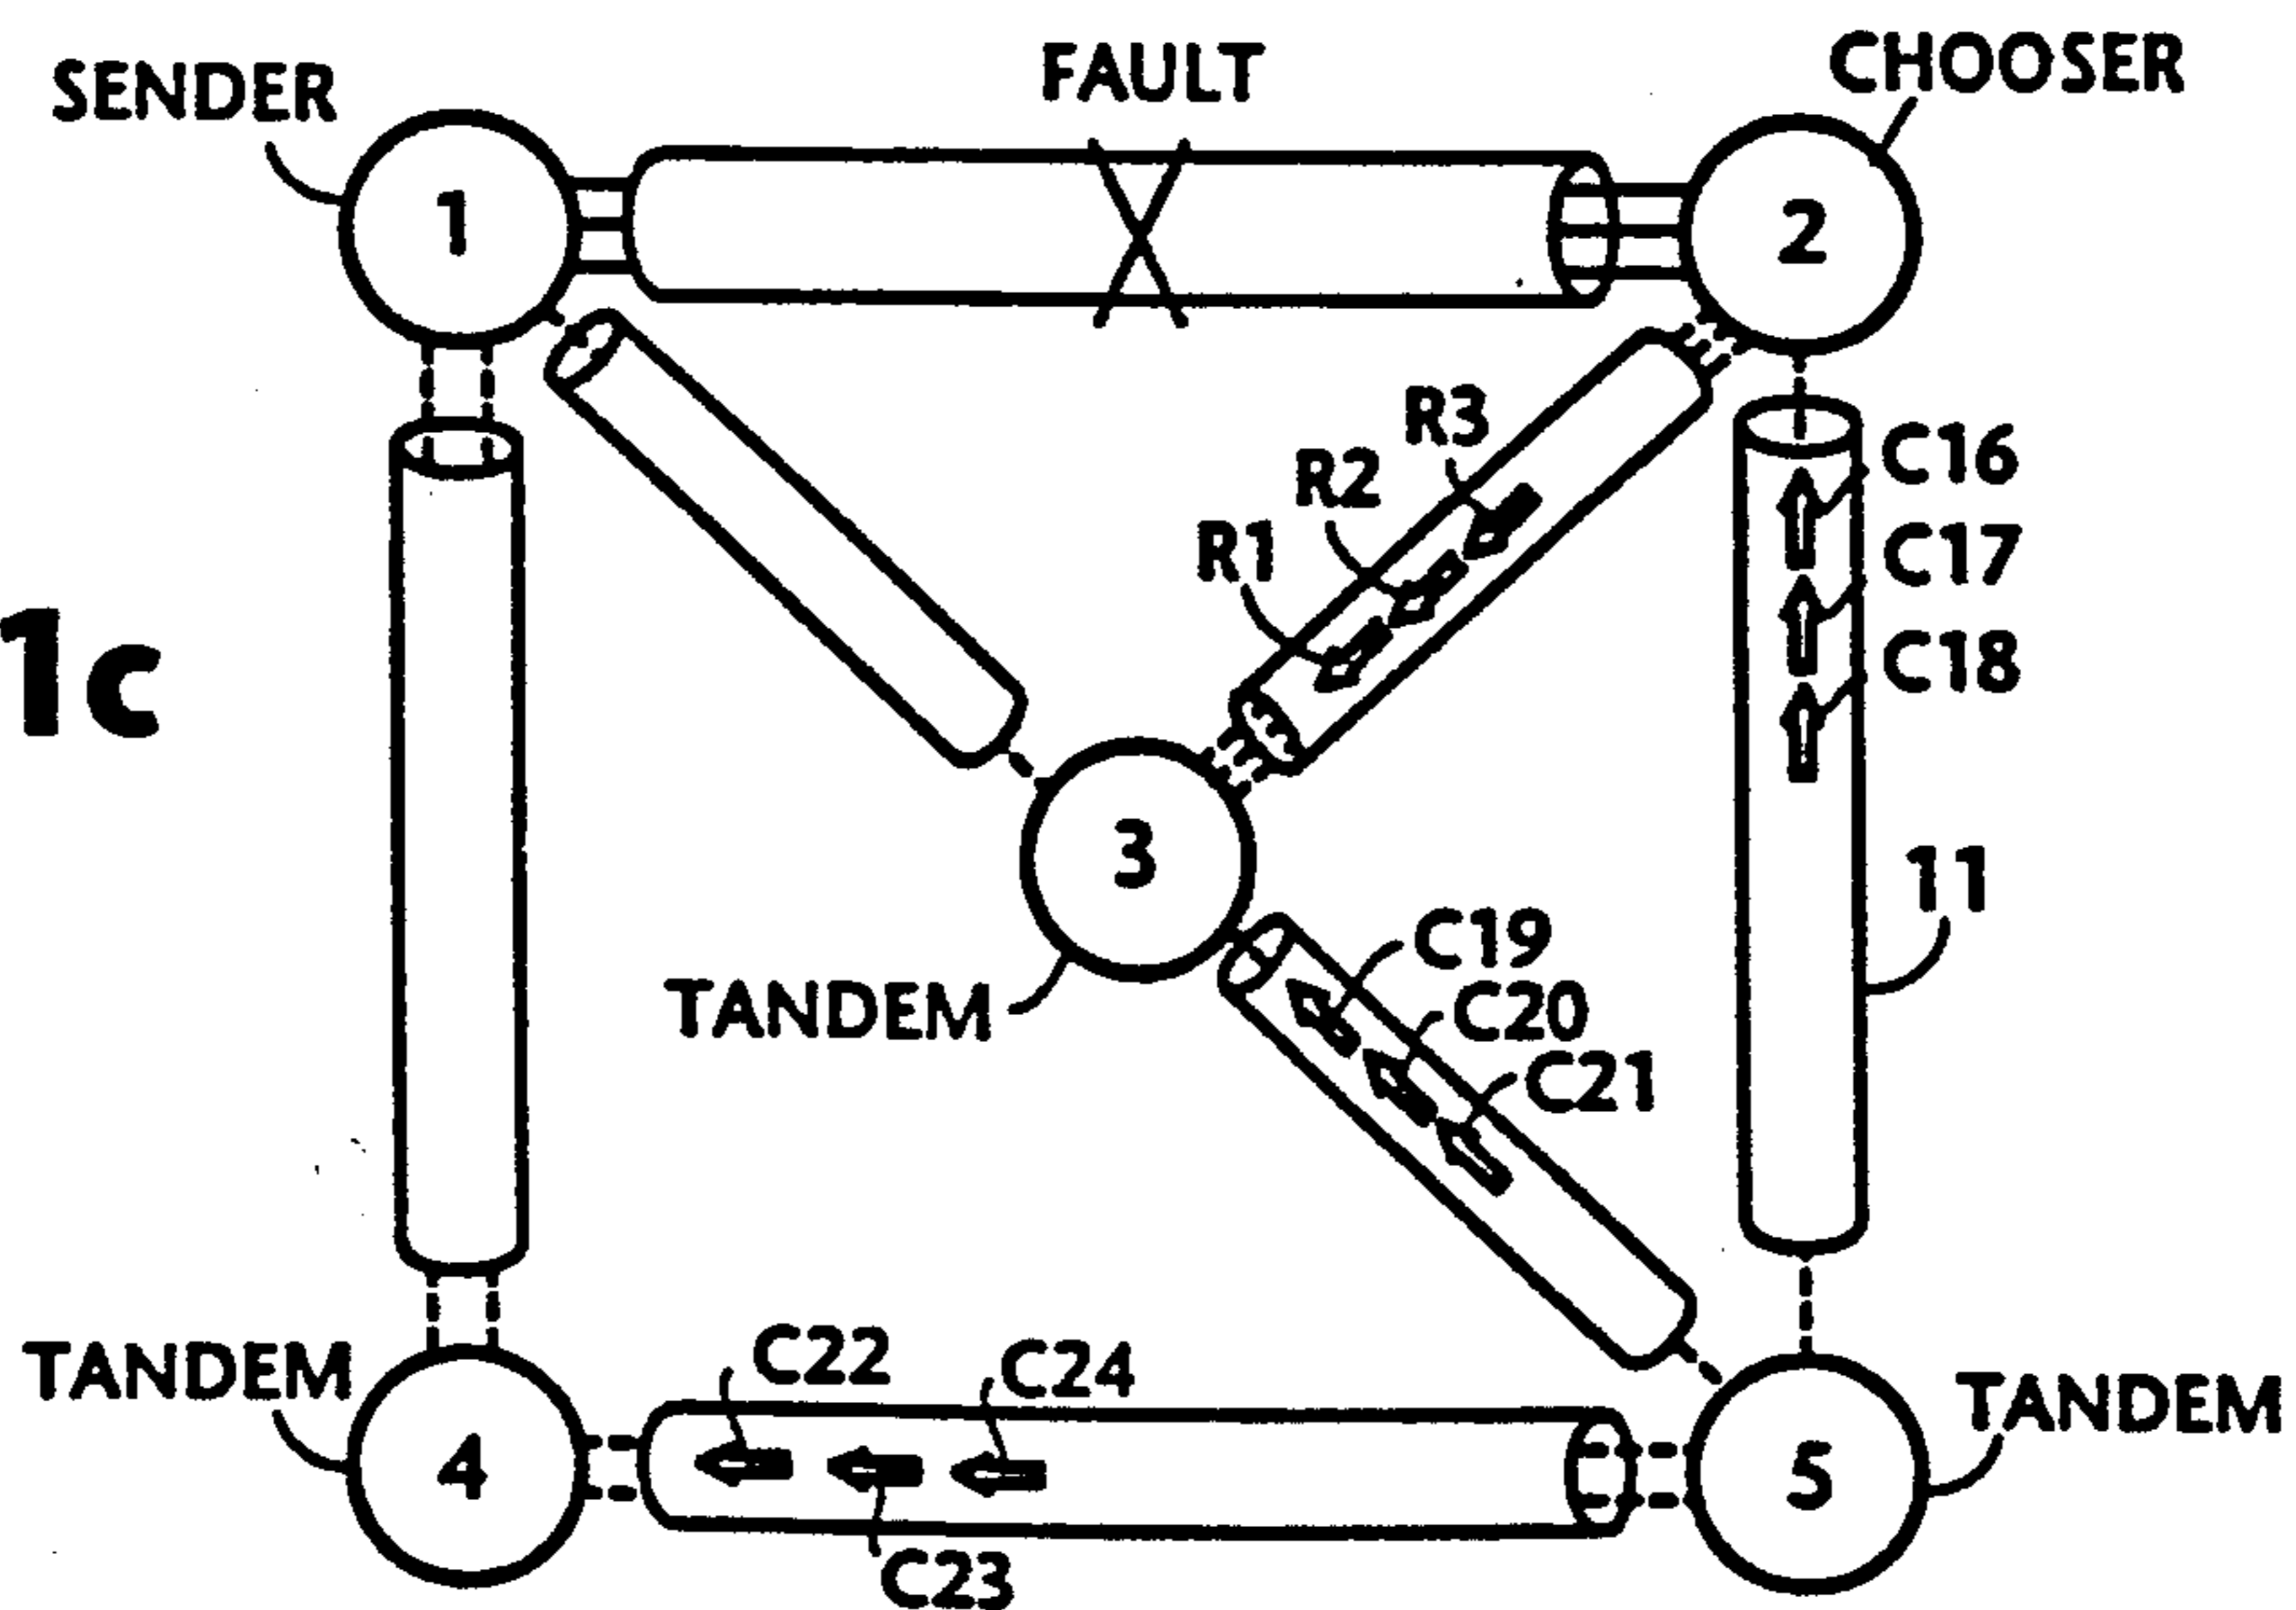 SENDER
FAULT
CHOOSER
1
2
R3
R2
R1
C16
C17
C18
1c
3
11
TANDEM
C19
C20
C21
TANDEM
C22
C24
TANDEM
4
5
C23